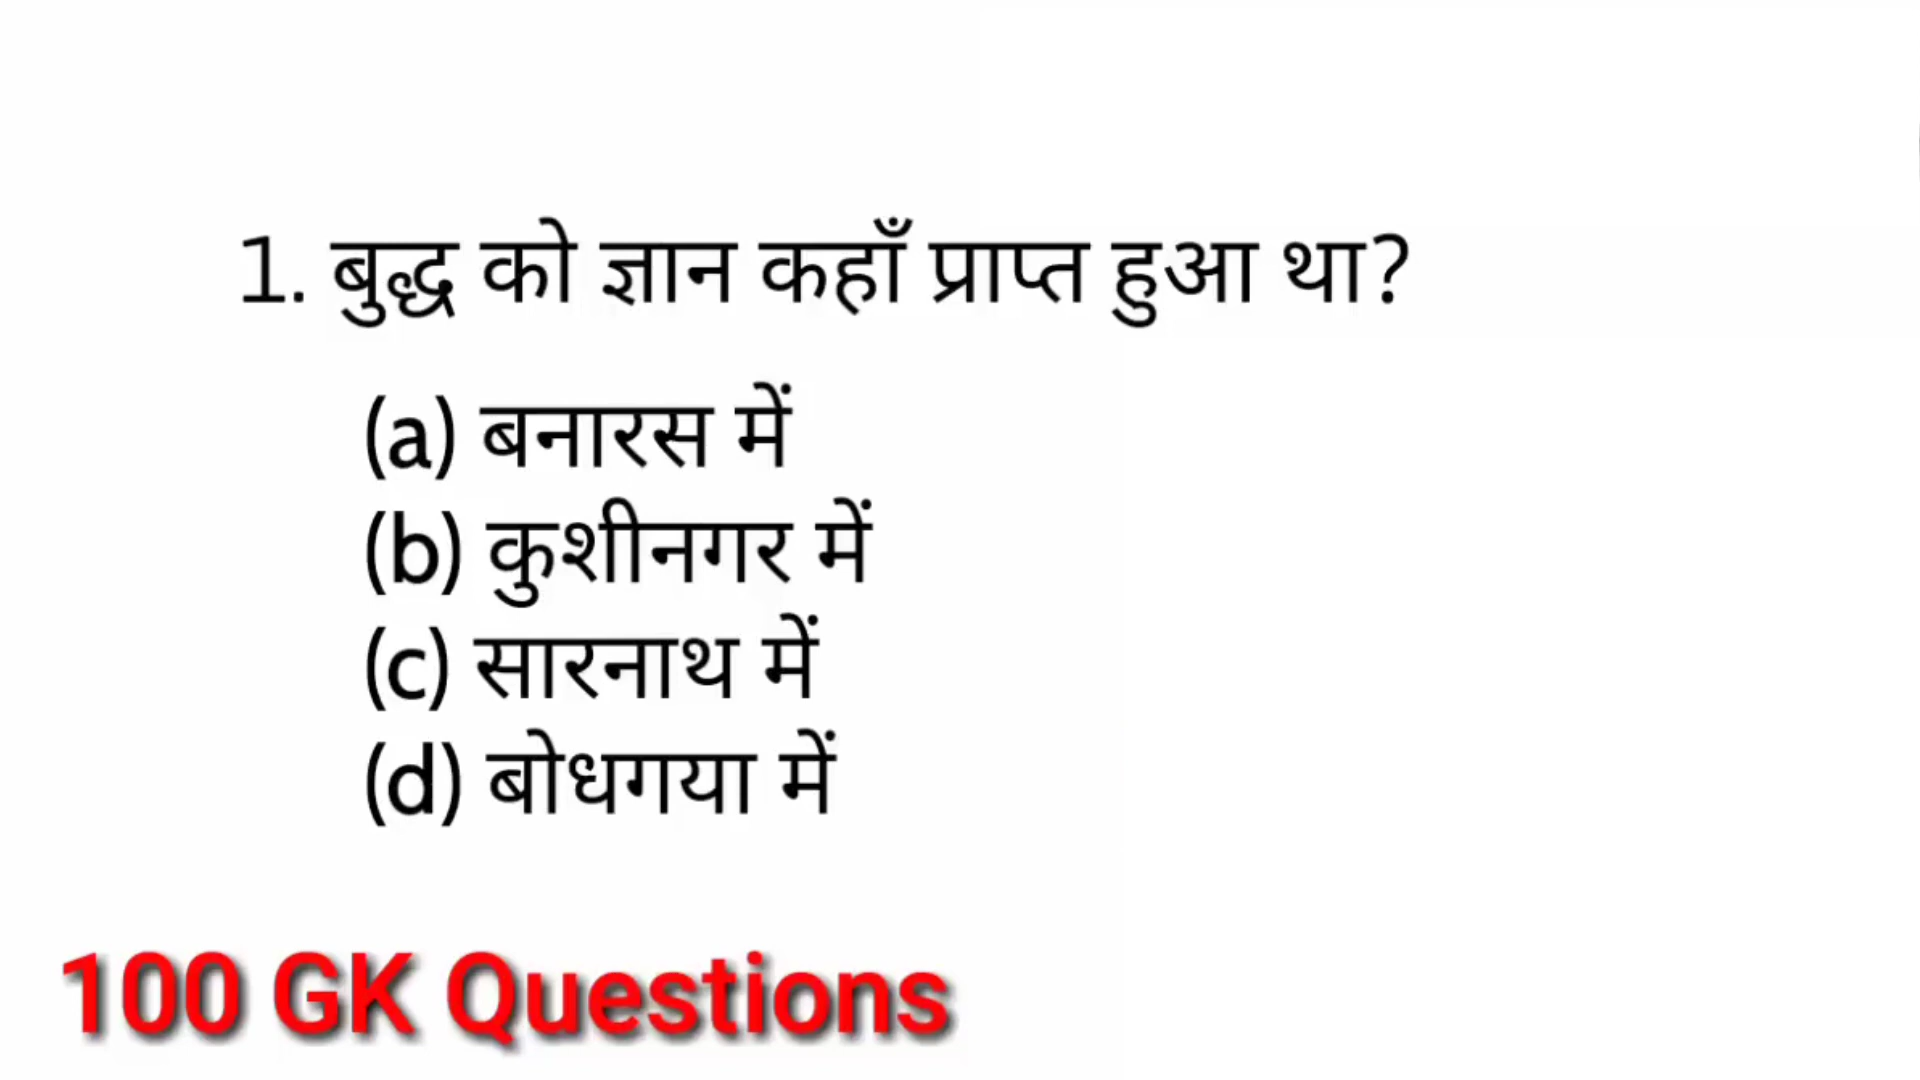 1. बुद्ध को ज्ञान कहाँ प्राप्त हुआ था?
(a) बनारस में
(b) कुशीनगर में
(c) सारनाथ में
(d) बोधगया में
100 GK Questions